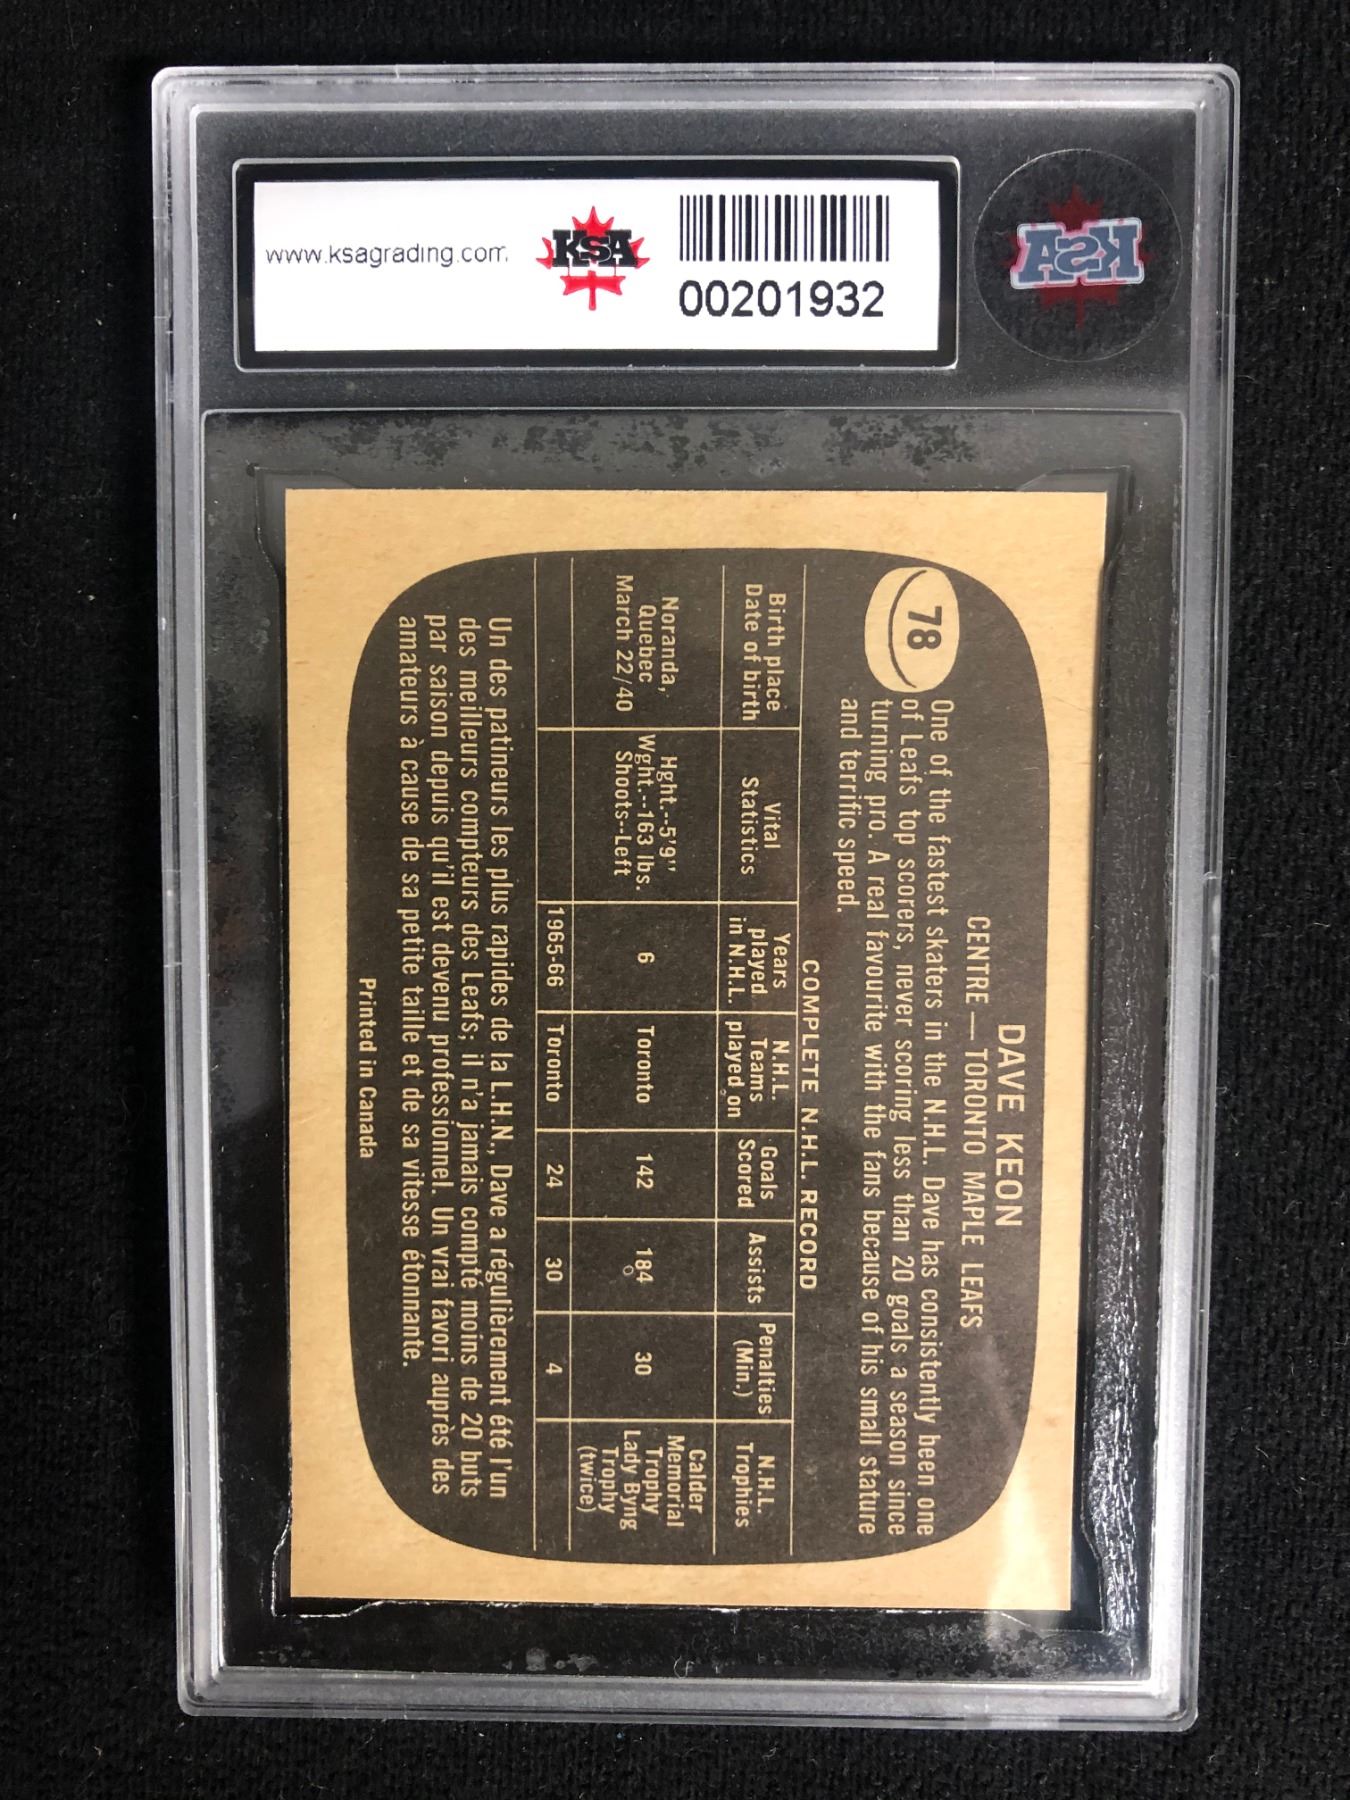 www.ksagrading.com
KSA
00201932
KSA
78
DAVE KEON
CENTRE — TORONTO MAPLE LEAFS
One of the fastest skaters in the N.H.L. Dave has consistently been one
of Leafs top scorers, never scoring less than 20 goals a season since
turning pro. A real favourite with the fans because of his small stature
and terrific speed.
COMPLETE N.H.L. RECORD
Birth place
Date of birth
Vital
Statistics
Years
played
in N.H.L.
N.H.L.
Teams
played on
Goals
Scored
Assists
Penalties
(Min.)
N.H.L.
Trophies
Noranda,
Quebec
March 22/40
Hght.--5'9"
Wght.--163 lbs.
Shoots--Left
6
Toronto
142
184
30
Calder
Memorial
Trophy
Lady Byng
Trophy
(twice)
1965-66
Toronto
24
30
4
Un des patineurs les plus rapides de la L.H.N., Dave a régulièrement été l'un
des meilleurs compteurs des Leafs; il n'a jamais compté moins de 20 buts
par saison depuis qu'il est devenu professionnel. Un vrai favori auprès des
amateurs à cause de sa petite taille et de sa vitesse étonnante.
Printed in Canada